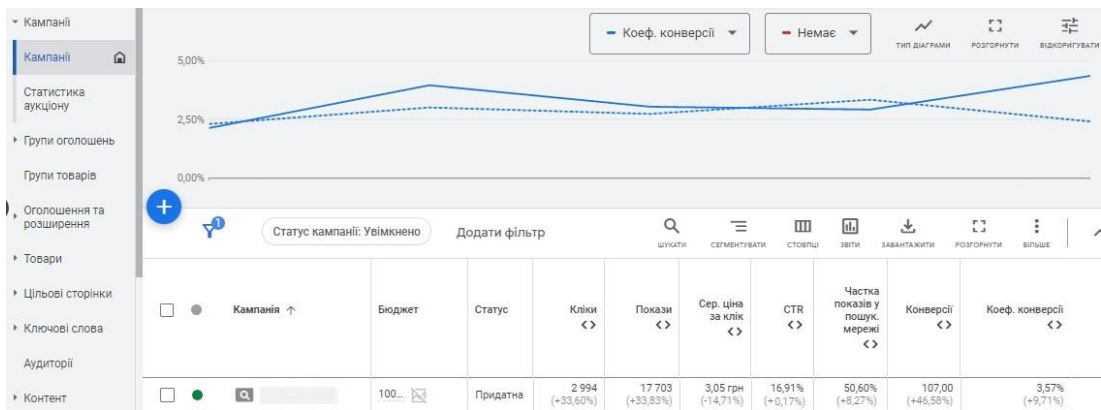 Кампанії
Кампанії
Статистика
аукціону
Групи оголошень
Групи товарів
Оголошення та
розширення
Товари
Цільові сторінки
Ключові слова
Аудиторії
Контент
Коеф. конверсії
Немає
ТИП ДІАГРАМИ
РОЗГОРНУТИ
ВІДКОРИГУВАТИ
5,00%
2,50%
0,00%
1
Статус кампанії: Увімкнено
Додати фільтр
ШУКАТИ
СЕГМЕНТУВАТИ
СТОВПЦІ
ЗВІТИ
ЗАВАНТАЖИТИ
РОЗГОРНУТИ
БІЛЬШЕ
Кампанія
Бюджет
Статус
Кліки
Покази
Сер. ціна
за клік
CTR
Частка
показів у
пошук.
мережі
Конверсії
Коеф. конверсії
100...
Придатна
2 994
(+33,60%)
17 703
(+33,83%)
3,05 грн
(-14,71%)
16,91%
(+0,17%)
50,60%
(+8,27%)
107,00
(+46,58%)
3,57%
(+9,71%)